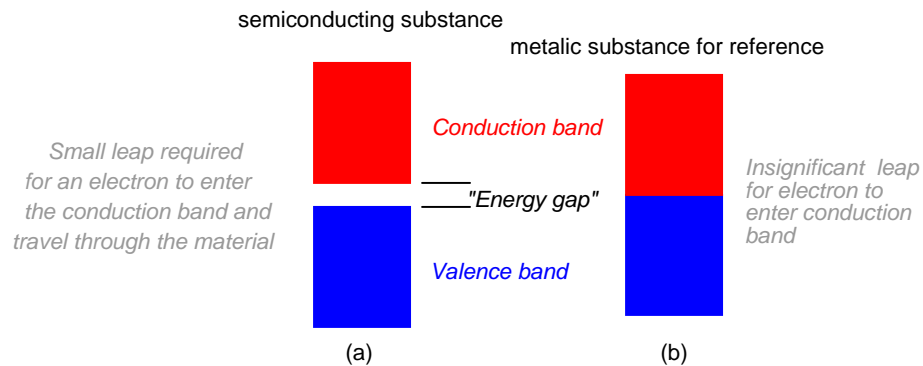 semiconducting substance
metalic substance for reference
Small leap required
for an electron to enter
the conduction band and
travel through the material
Conduction band
"Energy gap"
Valence band
Insignificant leap
for electron to
enter conduction
band
(a)
(b)